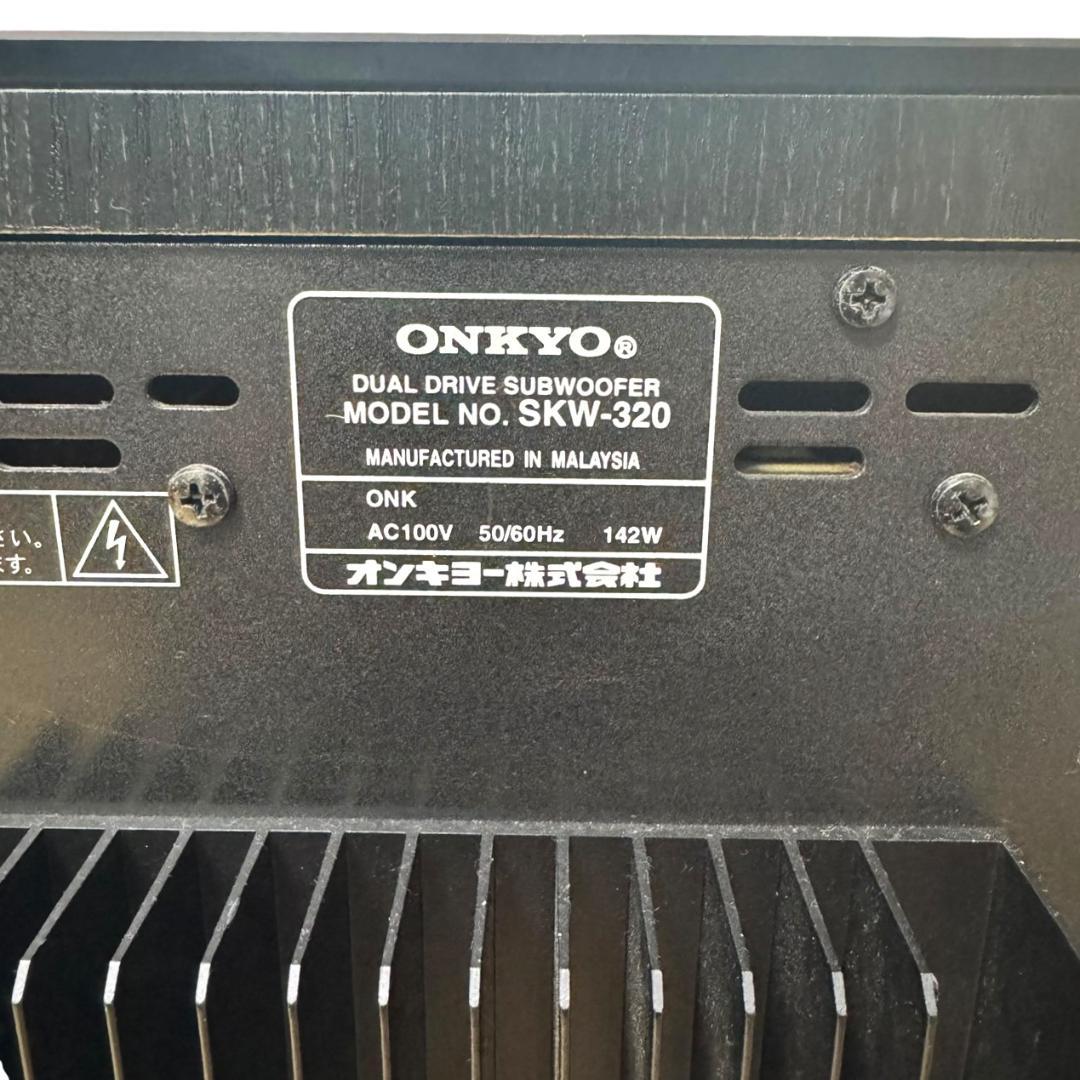 ONKYO®
DUAL DRIVE SUBWOOFER
MODEL NO. SKW-320
MANUFACTURED IN MALAYSIA
ONK
AC100V 50/60Hz 142W
オンキヨー株式会社
さい。
ます。